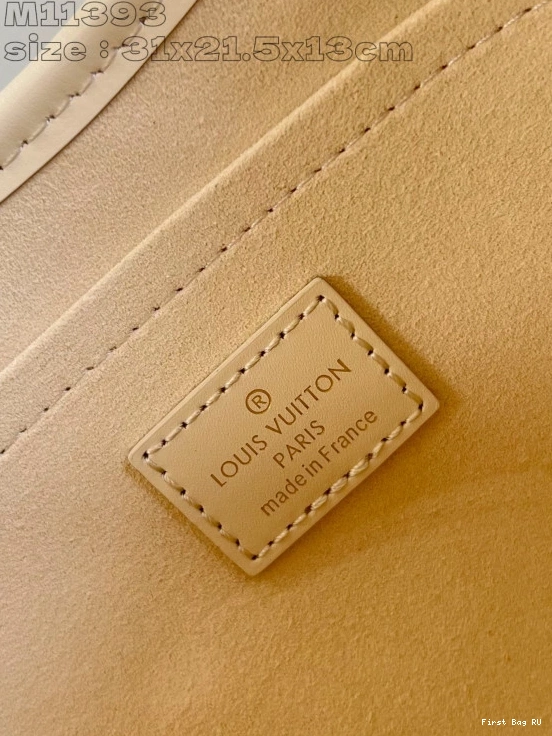 M11393
size : 31x21.5x13cm
®
LOUIS VUITTON
PARIS
made in France
First Bag RU